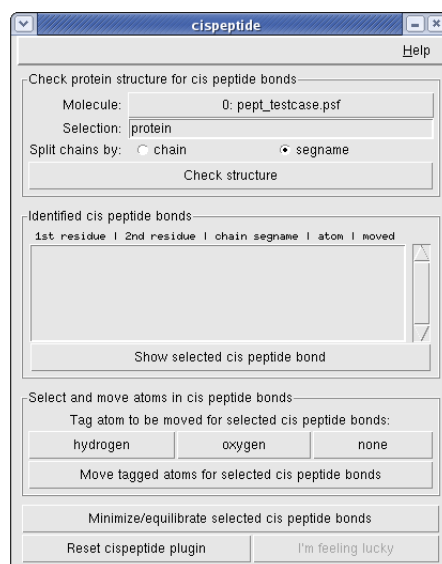 cispeptide
Help
Check protein structure for cis peptide bonds
Molecule: 0: pept_testcase.psf
Selection: protein
Split chains by: chain segname
Check structure
Identified cis peptide bonds
1st residue | 2nd residue | chain segname | atom | moved
Show selected cis peptide bond
Select and move atoms in cis peptide bonds
Tag atom to be moved for selected cis peptide bonds:
hydrogen oxygen none
Move tagged atoms for selected cis peptide bonds
Minimize/equilibrate selected cis peptide bonds
Reset cispeptide plugin I'm feeling lucky